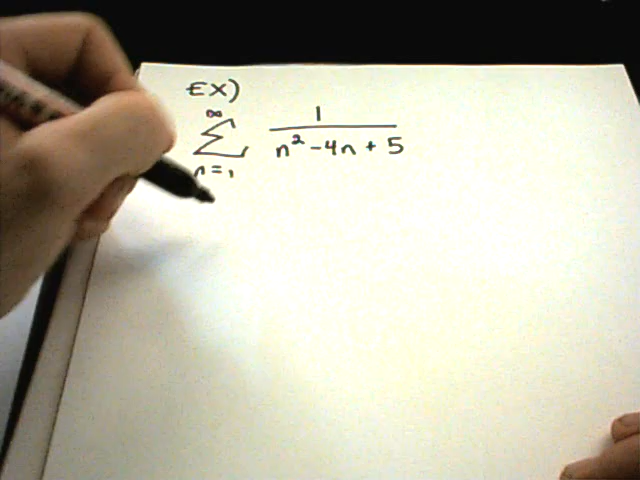 EX)
∞
∑ 1 / (n² - 4n + 5)
n = 1